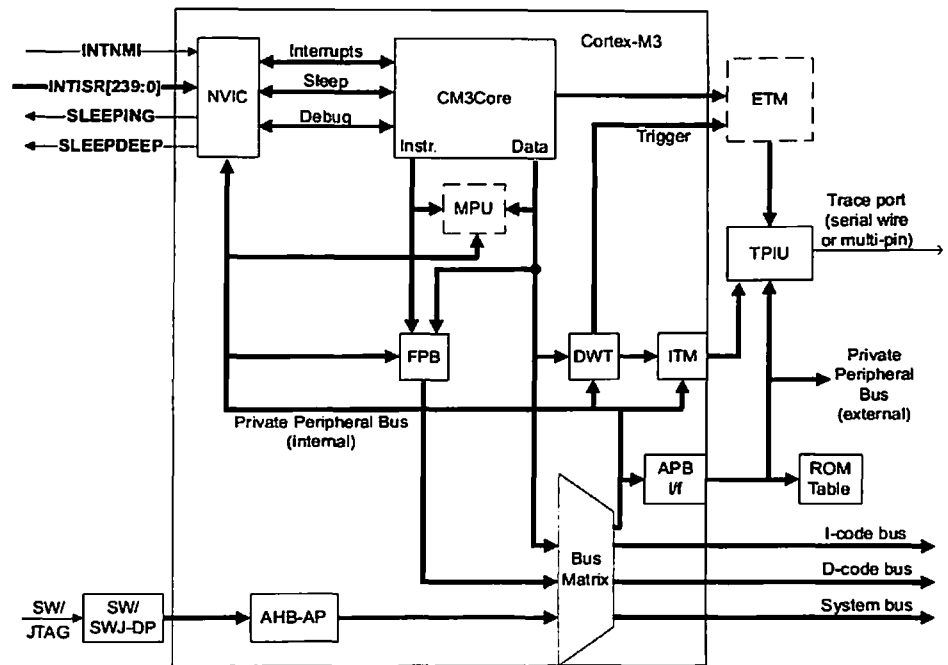 Cortex-M3
INTNMI
INTISR[239:0]
SLEEPING
SLEEPDEEP
NVIC
Interrupts
Sleep
Debug
CM3Core
Instr.
Data
ETM
Trigger
MPU
Trace port
(serial wire
or multi-pin)
TPIU
FPB
DWT
ITM
Private
Peripheral
Bus
(external)
Private Peripheral Bus
(internal)
APB
I/f
ROM
Table
Bus
Matrix
I-code bus
D-code bus
System bus
SW/
JTAG
SW/
SWJ-DP
AHB-AP